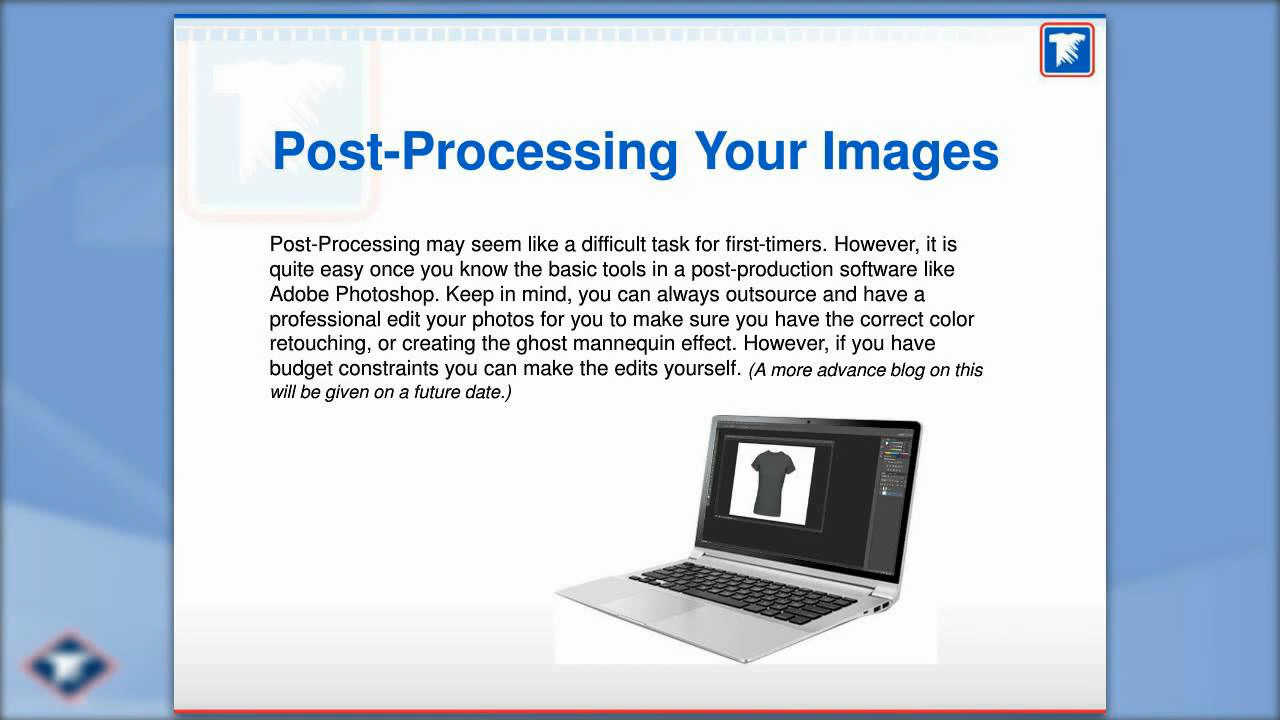 Post-Processing Your Images
Post-Processing may seem like a difficult task for first-timers. However, it is
quite easy once you know the basic tools in a post-production software like
Adobe Photoshop. Keep in mind, you can always outsource and have a
professional edit your photos for you to make sure you have the correct color
retouching, or creating the ghost mannequin effect. However, if you have
budget constraints you can make the edits yourself. (A more advance blog on this
will be given on a future date.)